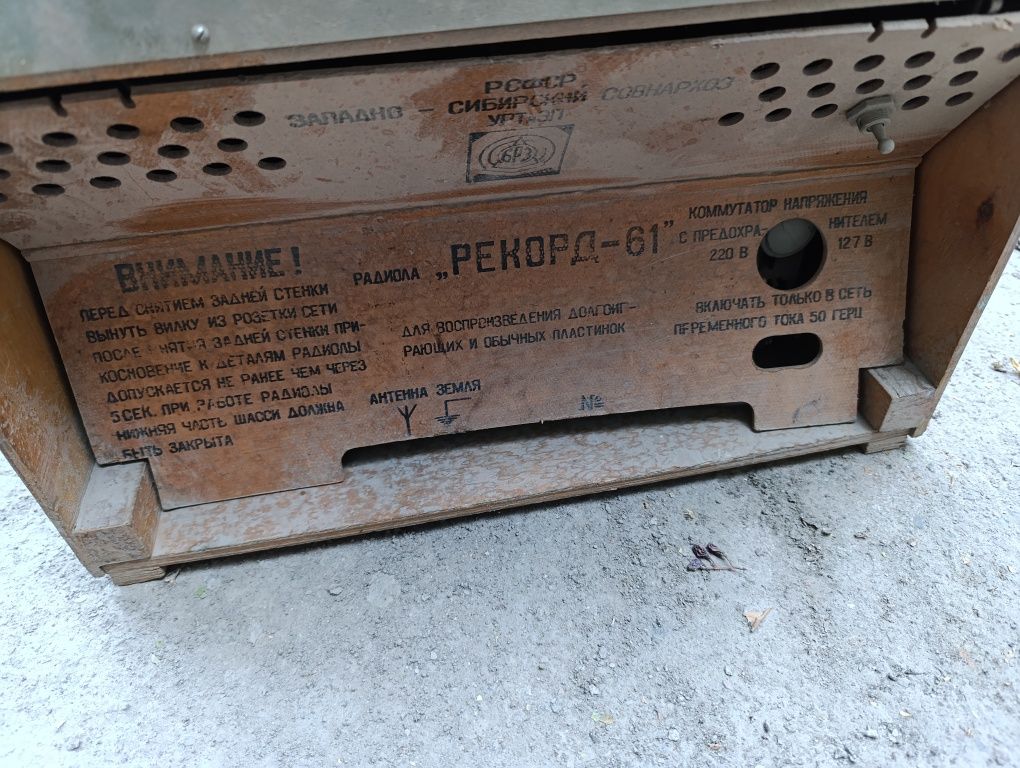 РСФСР
ЗАПАДНО – СИБИРСКИЙ СОВНАРХОЗ
БРЗ
ВНИМАНИЕ!
ПЕРЕД СНЯТИЕМ ЗАДНЕЙ СТЕНКИ
ВЫНУТЬ ВИЛКУ ИЗ РОЗЕТКИ СЕТИ
ПОСЛЕ СНЯТИЯ ЗАДНЕЙ СТЕНКИ ПРИ-
КОСНОВЕНИЕ К ДЕТАЛЯМ РАДИОЛЫ
ДОПУСКАЕТСЯ НЕ РАНЕЕ ЧЕМ ЧЕРЕЗ
5 СЕК. ПРИ РАБОТЕ РАДИОЛЫ
НИЖНЯЯ ЧАСТЬ ШАССИ ДОЛЖНА
БЫТЬ ЗАКРЫТА
РАДИОЛА „РЕКОРД-61"
ДЛЯ ВОСПРОИЗВЕДЕНИЯ ДОЛГОИГ-
РАЮЩИХ И ОБЫЧНЫХ ПЛАСТИНОК
АНТЕННА ЗЕМЛЯ
№
КОММУТАТОР НАПРЯЖЕНИЯ
С ПРЕДОХРА- НИТЕЛЕМ
220 В 127 В
ВКЛЮЧАТЬ ТОЛЬКО В СЕТЬ
ПЕРЕМЕННОГО ТОКА 50 ГЕРЦ